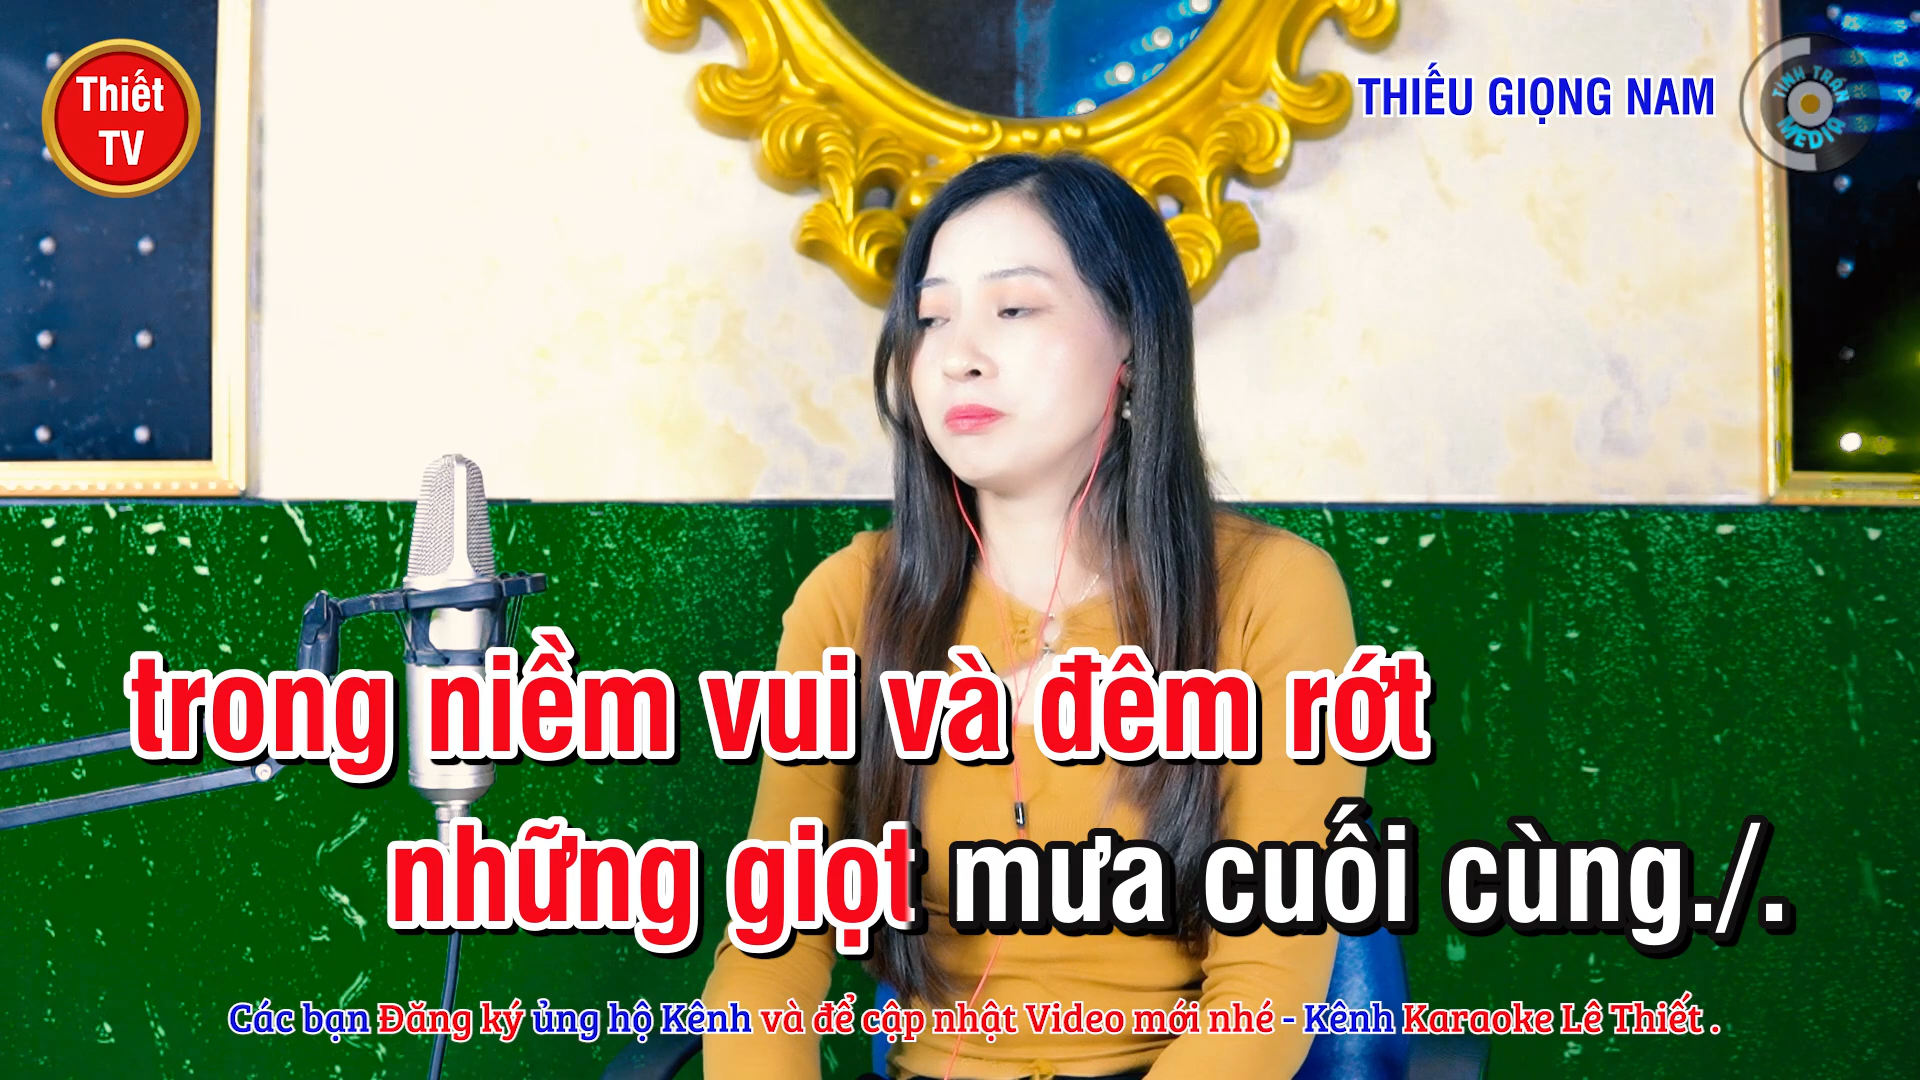 Thiết
TV
THIẾU GIỌNG NAM
TÌNH TRẦN
MEDIA
trong niềm vui và đêm rớt
những giọt mưa cuối cùng./.
Các bạn Đăng ký ủng hộ Kênh và để cập nhật Video mới nhé - Kênh Karaoke Lê Thiết .